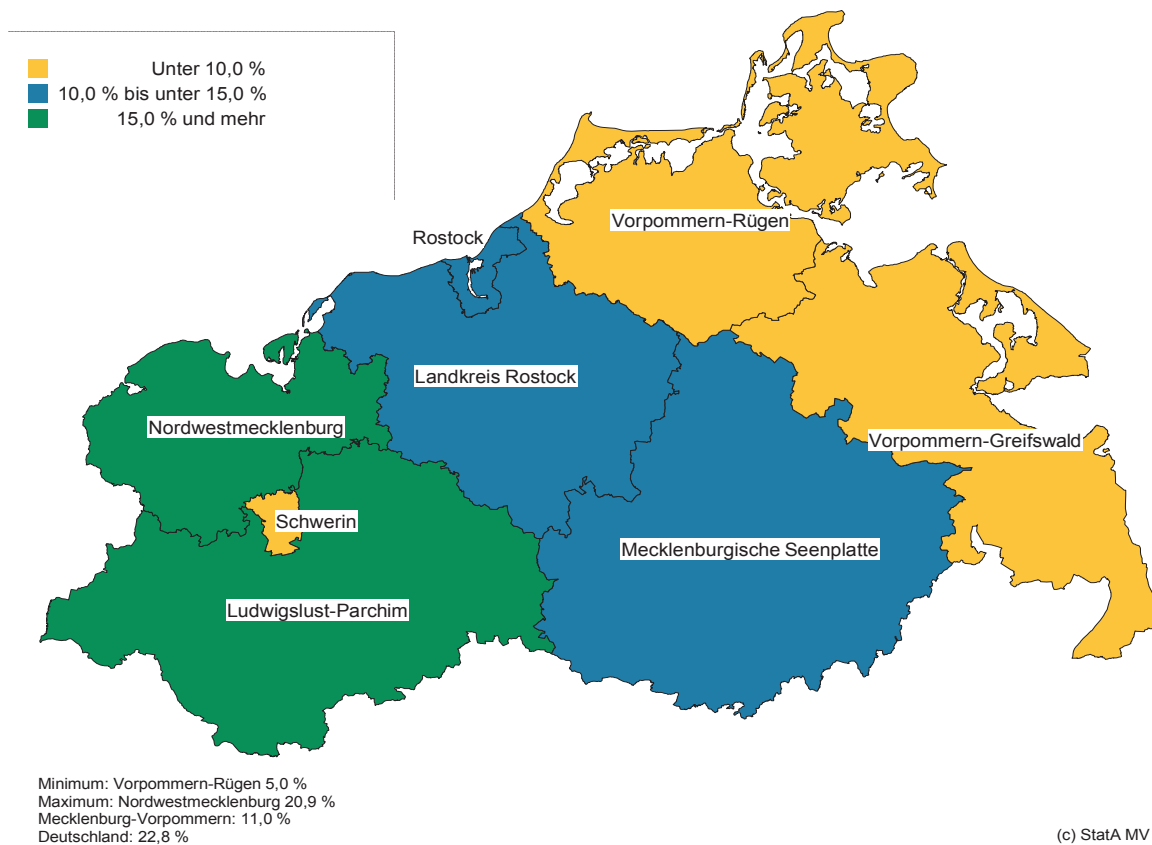 Unter 10,0 %
10,0 % bis unter 15,0 %
15,0 % und mehr
Vorpommern-Rügen
Rostock
Landkreis Rostock
Nordwestmecklenburg
Vorpommern-Greifswald
Schwerin
Mecklenburgische Seenplatte
Ludwigslust-Parchim
Minimum: Vorpommern-Rügen 5,0 %
Maximum: Nordwestmecklenburg 20,9 %
Mecklenburg-Vorpommern: 11,0 %
Deutschland: 22,8 %
(c) StatA MV